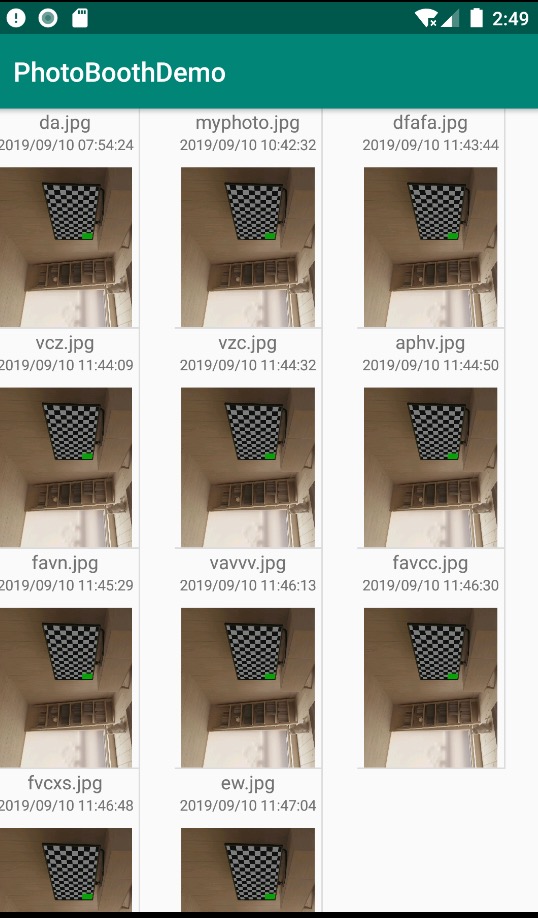 2:49
PhotoBoothDemo
da.jpg
2019/09/10 07:54:24
myphoto.jpg
2019/09/10 10:42:32
dfafa.jpg
2019/09/10 11:43:44
vcz.jpg
2019/09/10 11:44:09
vzc.jpg
2019/09/10 11:44:32
aphv.jpg
2019/09/10 11:44:50
favn.jpg
2019/09/10 11:45:29
vavvv.jpg
2019/09/10 11:46:13
favcc.jpg
2019/09/10 11:46:30
fvcxs.jpg
2019/09/10 11:46:48
ew.jpg
2019/09/10 11:47:04